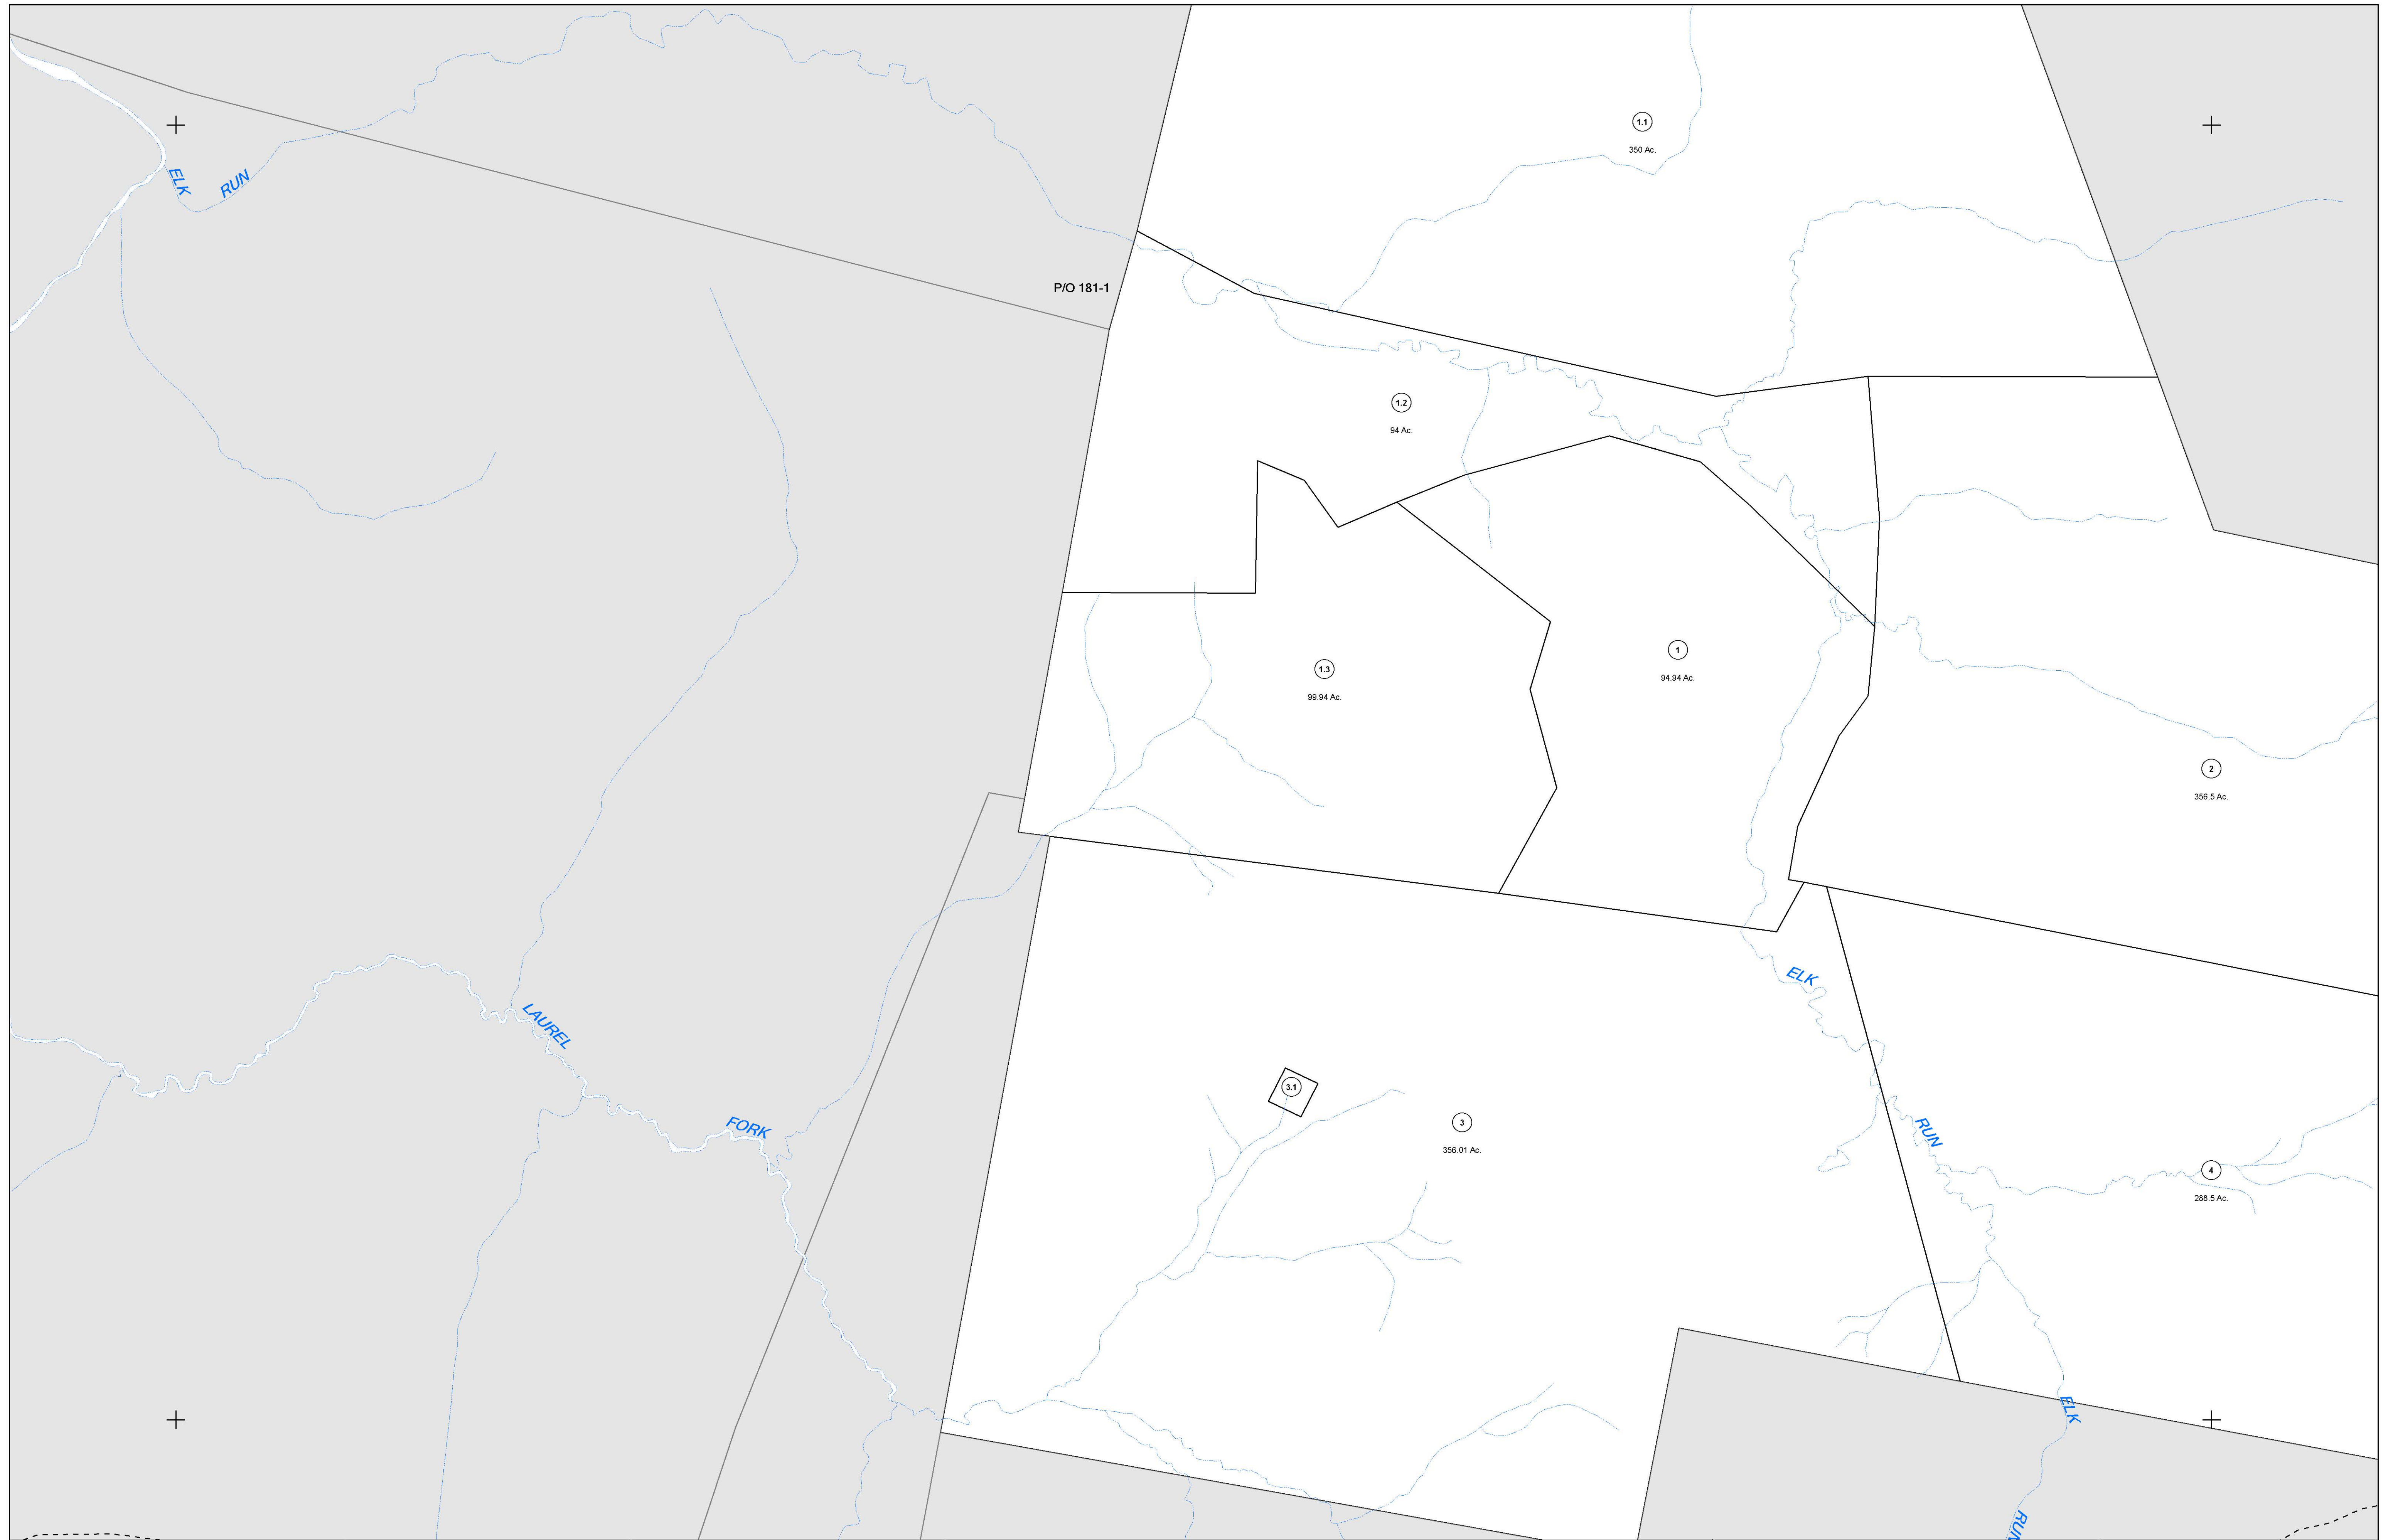 1.1
350 Ac.
ELK
RUN
P/O 181-1
1.2
94 Ac.
1
94.94 Ac.
1.3
99.94 Ac.
2
356.5 Ac.
ELK
LAUREL
FORK
3.1
3
356.01 Ac.
RUN
4
288.5 Ac.
ELK
RUN